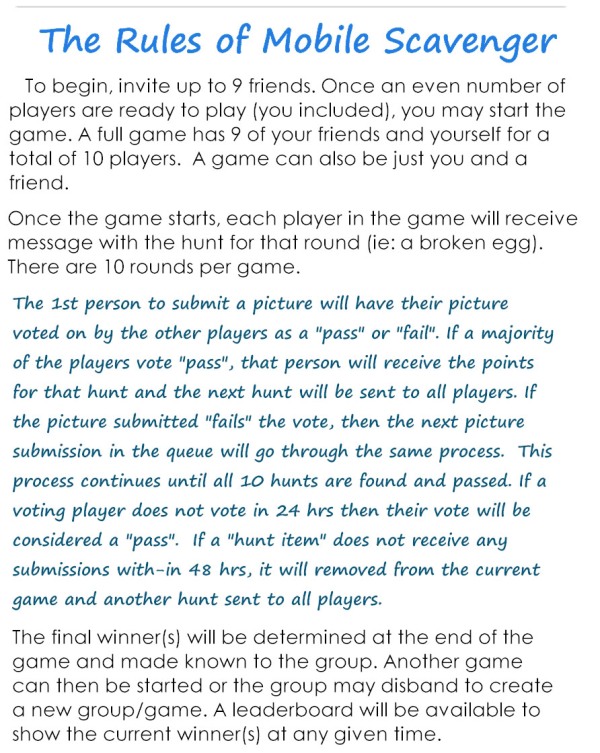 The Rules of Mobile Scavenger
To begin, invite up to 9 friends. Once an even number of
players are ready to play (you included), you may start the
game. A full game has 9 of your friends and yourself for a
total of 10 players. A game can also be just you and a
friend.
Once the game starts, each player in the game will receive
message with the hunt for that round (ie: a broken egg).
There are 10 rounds per game.
The 1st person to submit a picture will have their picture
voted on by the other players as a "pass" or "fail". If a majority
of the players vote "pass", that person will receive the points
for that hunt and the next hunt will be sent to all players. If
the picture submitted "fails" the vote, then the next picture
submission in the queue will go through the same process. This
process continues until all 10 hunts are found and passed. If a
voting player does not vote in 24 hrs then their vote will be
considered a "pass". If a "hunt item" does not receive any
submissions with-in 48 hrs, it will removed from the current
game and another hunt sent to all players.
The final winner(s) will be determined at the end of the
game and made known to the group. Another game
can then be started or the group may disband to create
a new group/game. A leaderboard will be available to
show the current winner(s) at any given time.